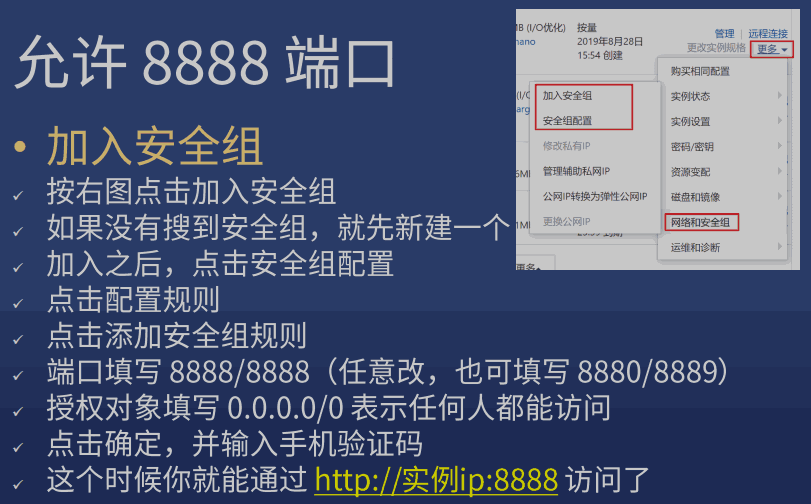 允许 8888 端口
加入安全组
按右图点击加入安全组
如果没有搜到安全组，就先新建一个
加入之后，点击安全组配置
点击配置规则
点击添加安全组规则
端口填写 8888/8888（任意改，也可填写 8880/8889）
授权对象填写 0.0.0.0/0 表示任何人都能访问
点击确定，并输入手机验证码
这个时候你就能通过 http://实例ip:8888 访问了
(I/O优化)
按量
nano
2019年8月28日
15:54 创建
管理 | 远程连接
更改实例规格
更多
购买相同配置
实例状态
实例设置
密码/密钥
资源变配
磁盘和镜像
网络和安全组
运维和诊断
加入安全组
安全组配置
修改私有IP
管理辅助私网IP
公网IP转换为弹性公网IP
更换公网IP
更多